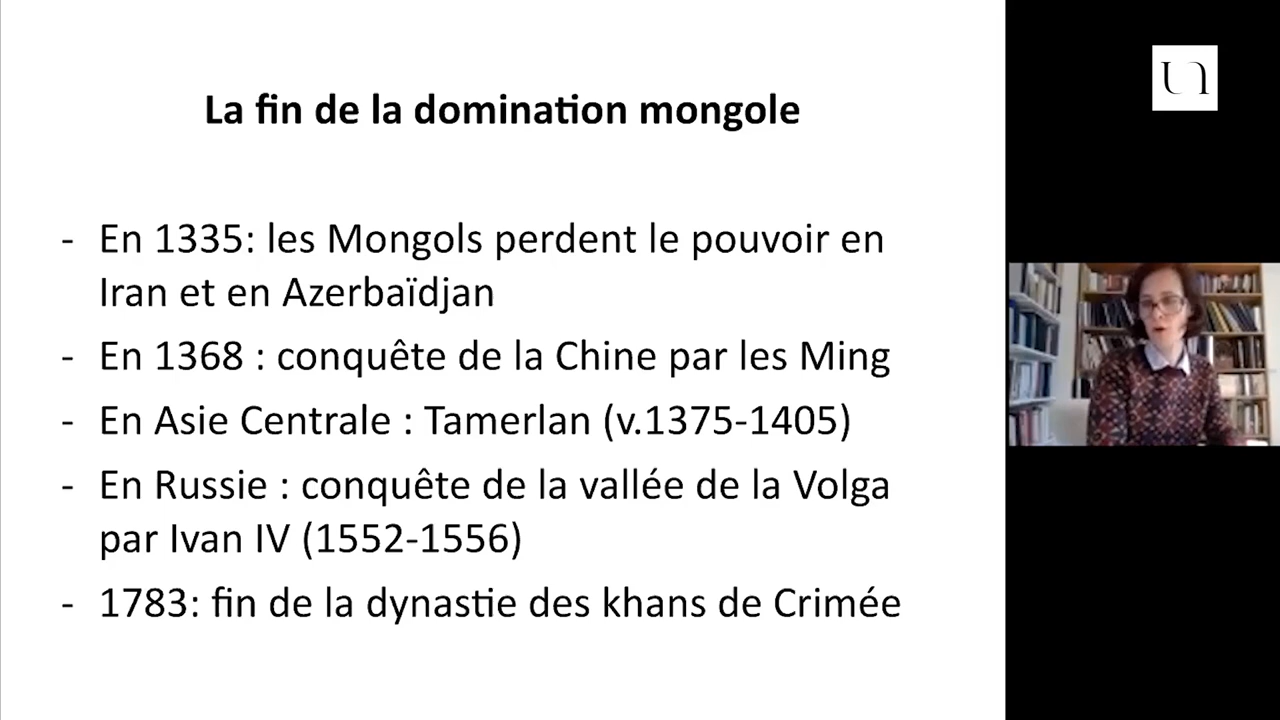 La fin de la domination mongole
- En 1335: les Mongols perdent le pouvoir en
Iran et en Azerbaïdjan
- En 1368 : conquête de la Chine par les Ming
- En Asie Centrale : Tamerlan (v.1375-1405)
- En Russie : conquête de la vallée de la Volga
par Ivan IV (1552-1556)
- 1783: fin de la dynastie des khans de Crimée